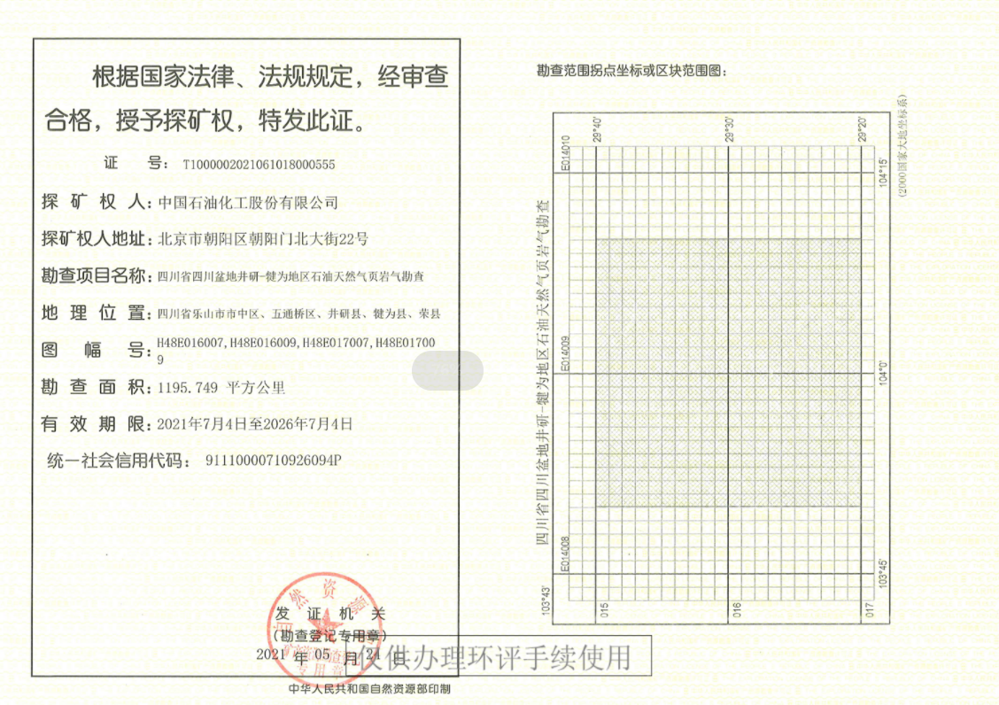 根据国家法律、法规规定，经审查
合格，授予探矿权，特发此证。
证 号： T1000002021061018000555
探 矿 权 人：中国石油化工股份有限公司
探矿权人地址：北京市朝阳区朝阳门北大街22号
勘查项目名称：四川省四川盆地井研-犍为地区石油天然气页岩气勘查
地 理 位 置：四川省乐山市市中区、五通桥区、井研县、犍为县、荣县
图 幅 号：H48E016007,H48E016009,H48E017007,H48E01700
9
勘 查 面 积：1195.749 平方公里
有 效 期 限：2021年7月4日至2026年7月4日
统一社会信用代码： 91110000710926094P
发 证 机 关
（勘查登记专用章）
2021 年 05 月 21 日
仅供办理环评手续使用
中华人民共和国自然资源部印制
勘查范围拐点坐标或区块范围图：
四川省四川盆地井研-犍为地区石油天然气页岩气勘查
(2000国家大地坐标系)
E014010
E014009
E014008
29°40'
29°30'
29°20'
104°15'
104°0'
103°45'
103°43'
015
016
017